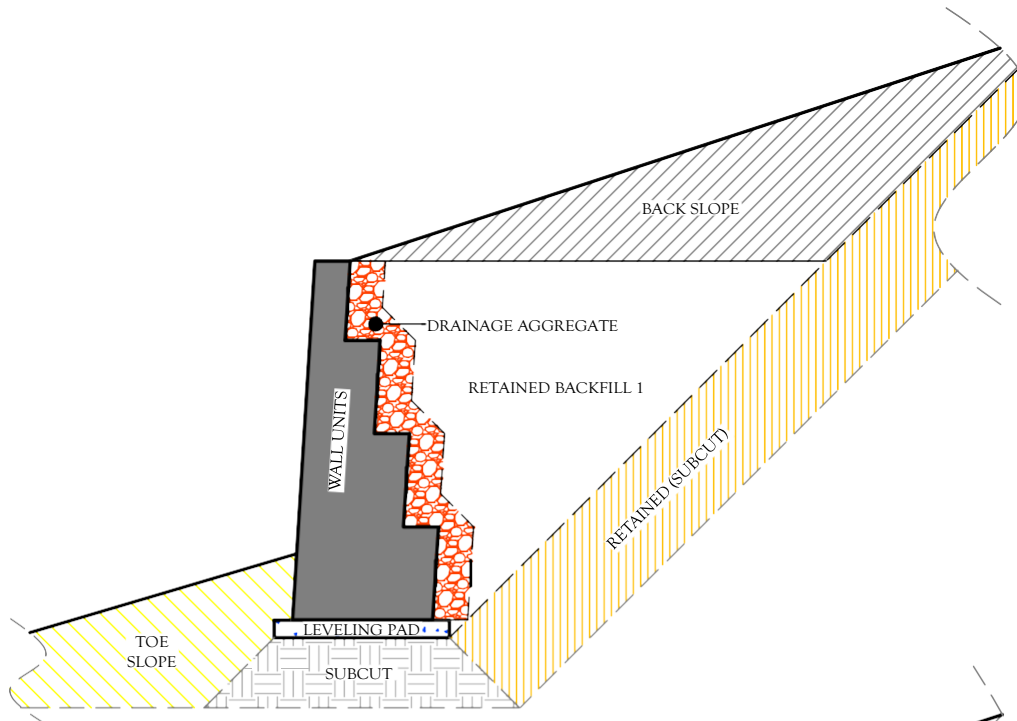 BACK SLOPE
DRAINAGE AGGREGATE
RETAINED BACKFILL 1
WALL UNITS
RETAINED (SUBCUT)
LEVELING PAD
TOE
SLOPE
SUBCUT